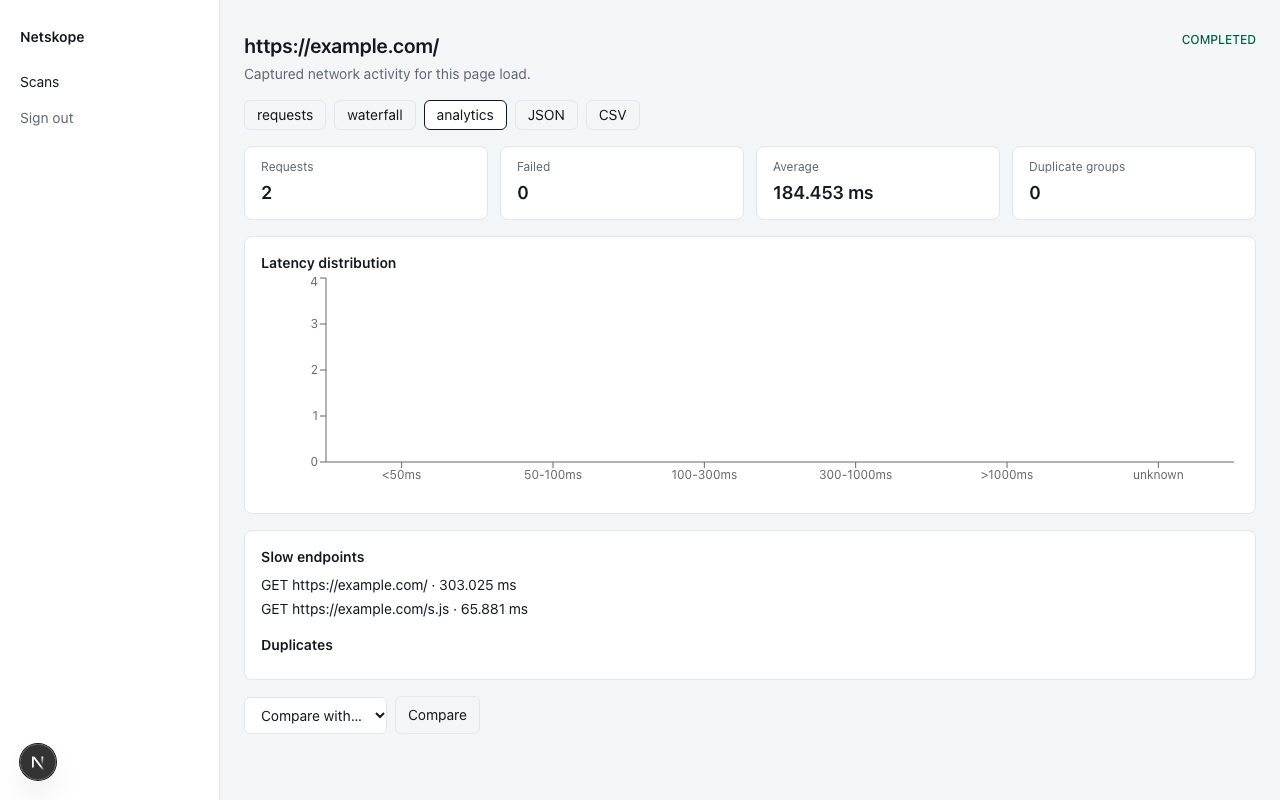 Netskope
Scans
Sign out
https://example.com/
COMPLETED
Captured network activity for this page load.
requests waterfall analytics JSON CSV
Requests Failed Average Duplicate groups
2 0 184.453 ms 0
Latency distribution
4
3
2
1
0
<50ms 50-100ms 100-300ms 300-1000ms >1000ms unknown
Slow endpoints
GET https://example.com/ · 303.025 ms
GET https://example.com/s.js · 65.881 ms
Duplicates
Compare with... Compare
N